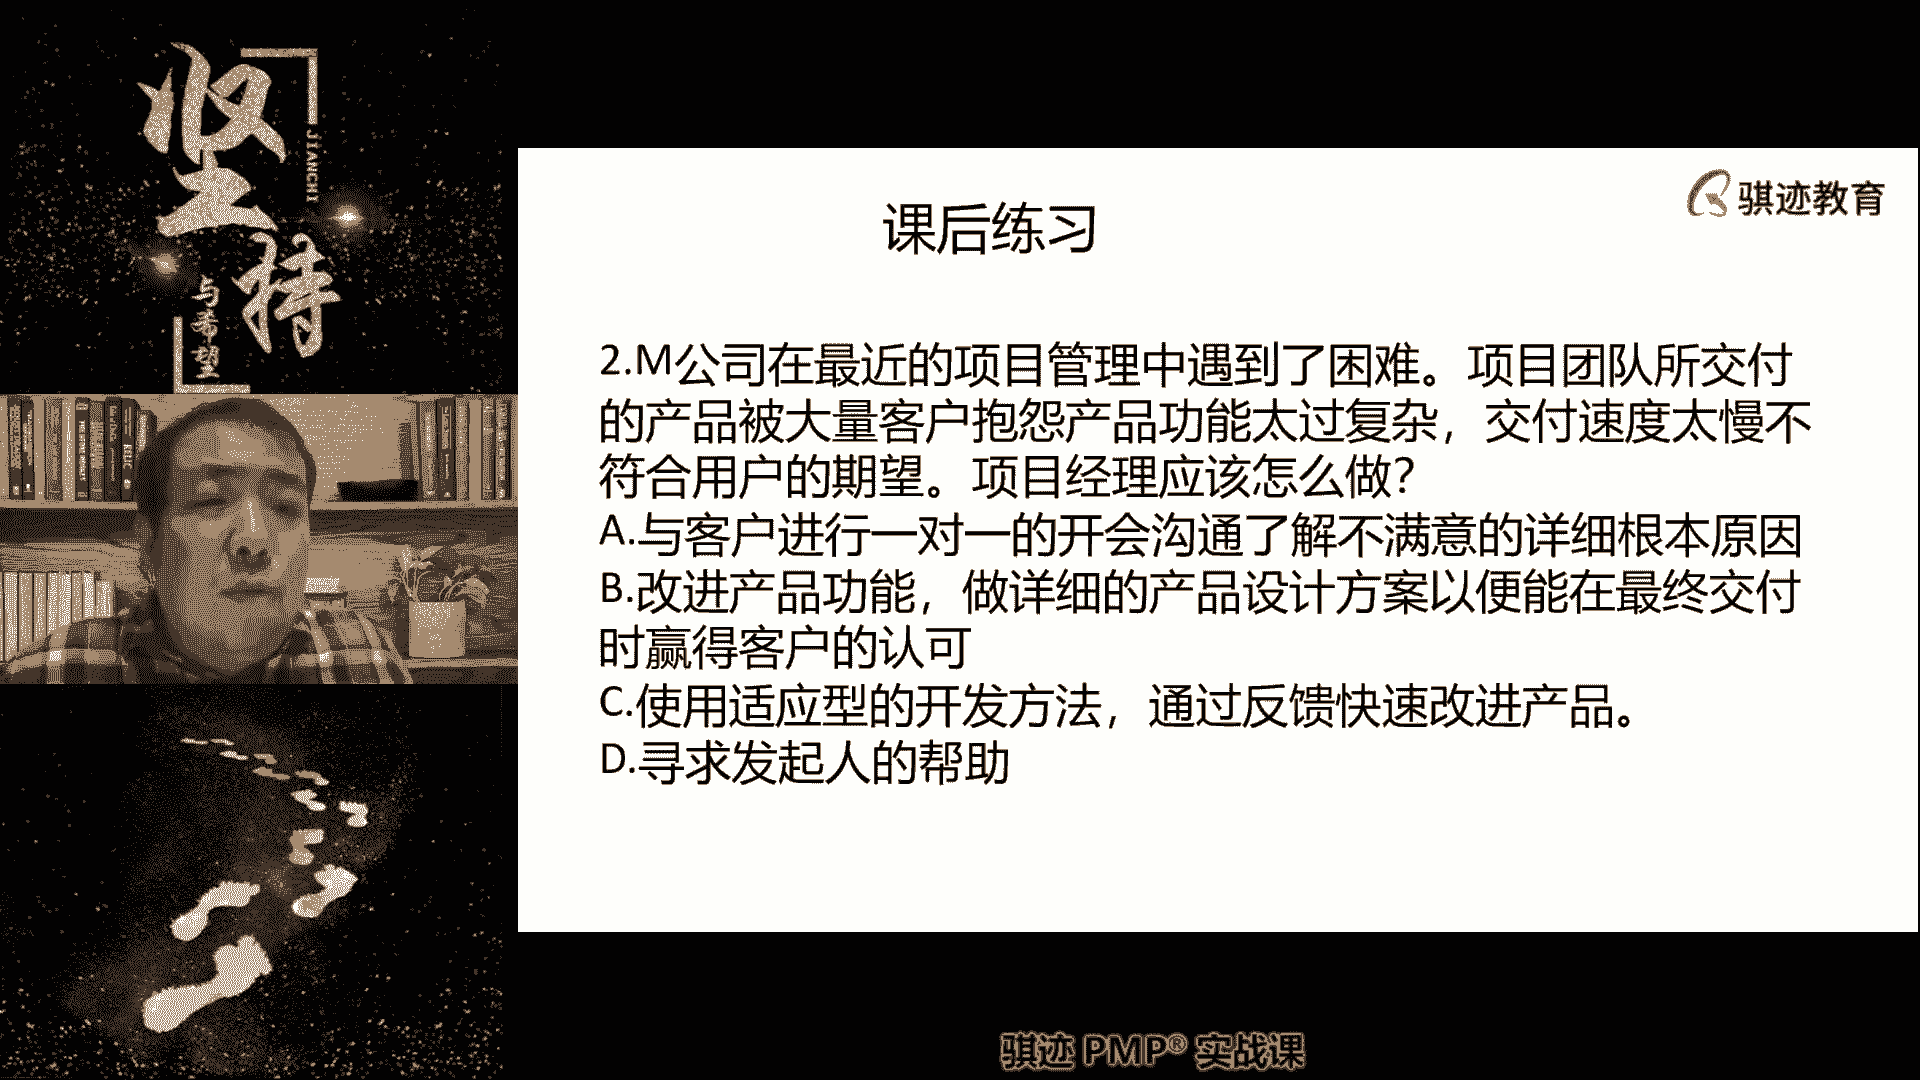 坚持
JIANCHI
与希望
骐迹教育
课后练习
2.M公司在最近的项目管理中遇到了困难。项目团队所交付
的产品被大量客户抱怨产品功能太过复杂，交付速度太慢不
符合用户的期望。项目经理应该怎么做？
A.与客户进行一对一的开会沟通了解不满意的详细根本原因
B.改进产品功能，做详细的产品设计方案以便能在最终交付
时赢得客户的认可
C.使用适应型的开发方法，通过反馈快速改进产品。
D.寻求发起人的帮助
骐迹 PMP® 实战课